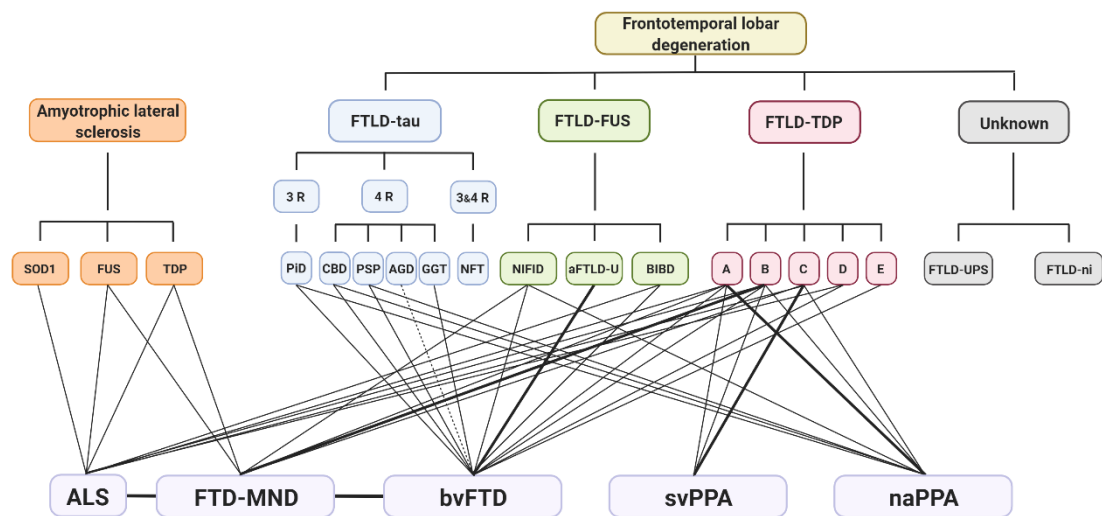 Frontotemporal lobar
degeneration
Amyotrophic lateral
sclerosis
FTLD-tau
FTLD-FUS
FTLD-TDP
Unknown
3 R
4 R
3&4 R
SOD1
FUS
TDP
PiD
CBD
PSP
AGD
GGT
NFT
NIFID
aFTLD-U
BIBD
A
B
C
D
E
FTLD-UPS
FTLD-ni
ALS
FTD-MND
bvFTD
svPPA
naPPA